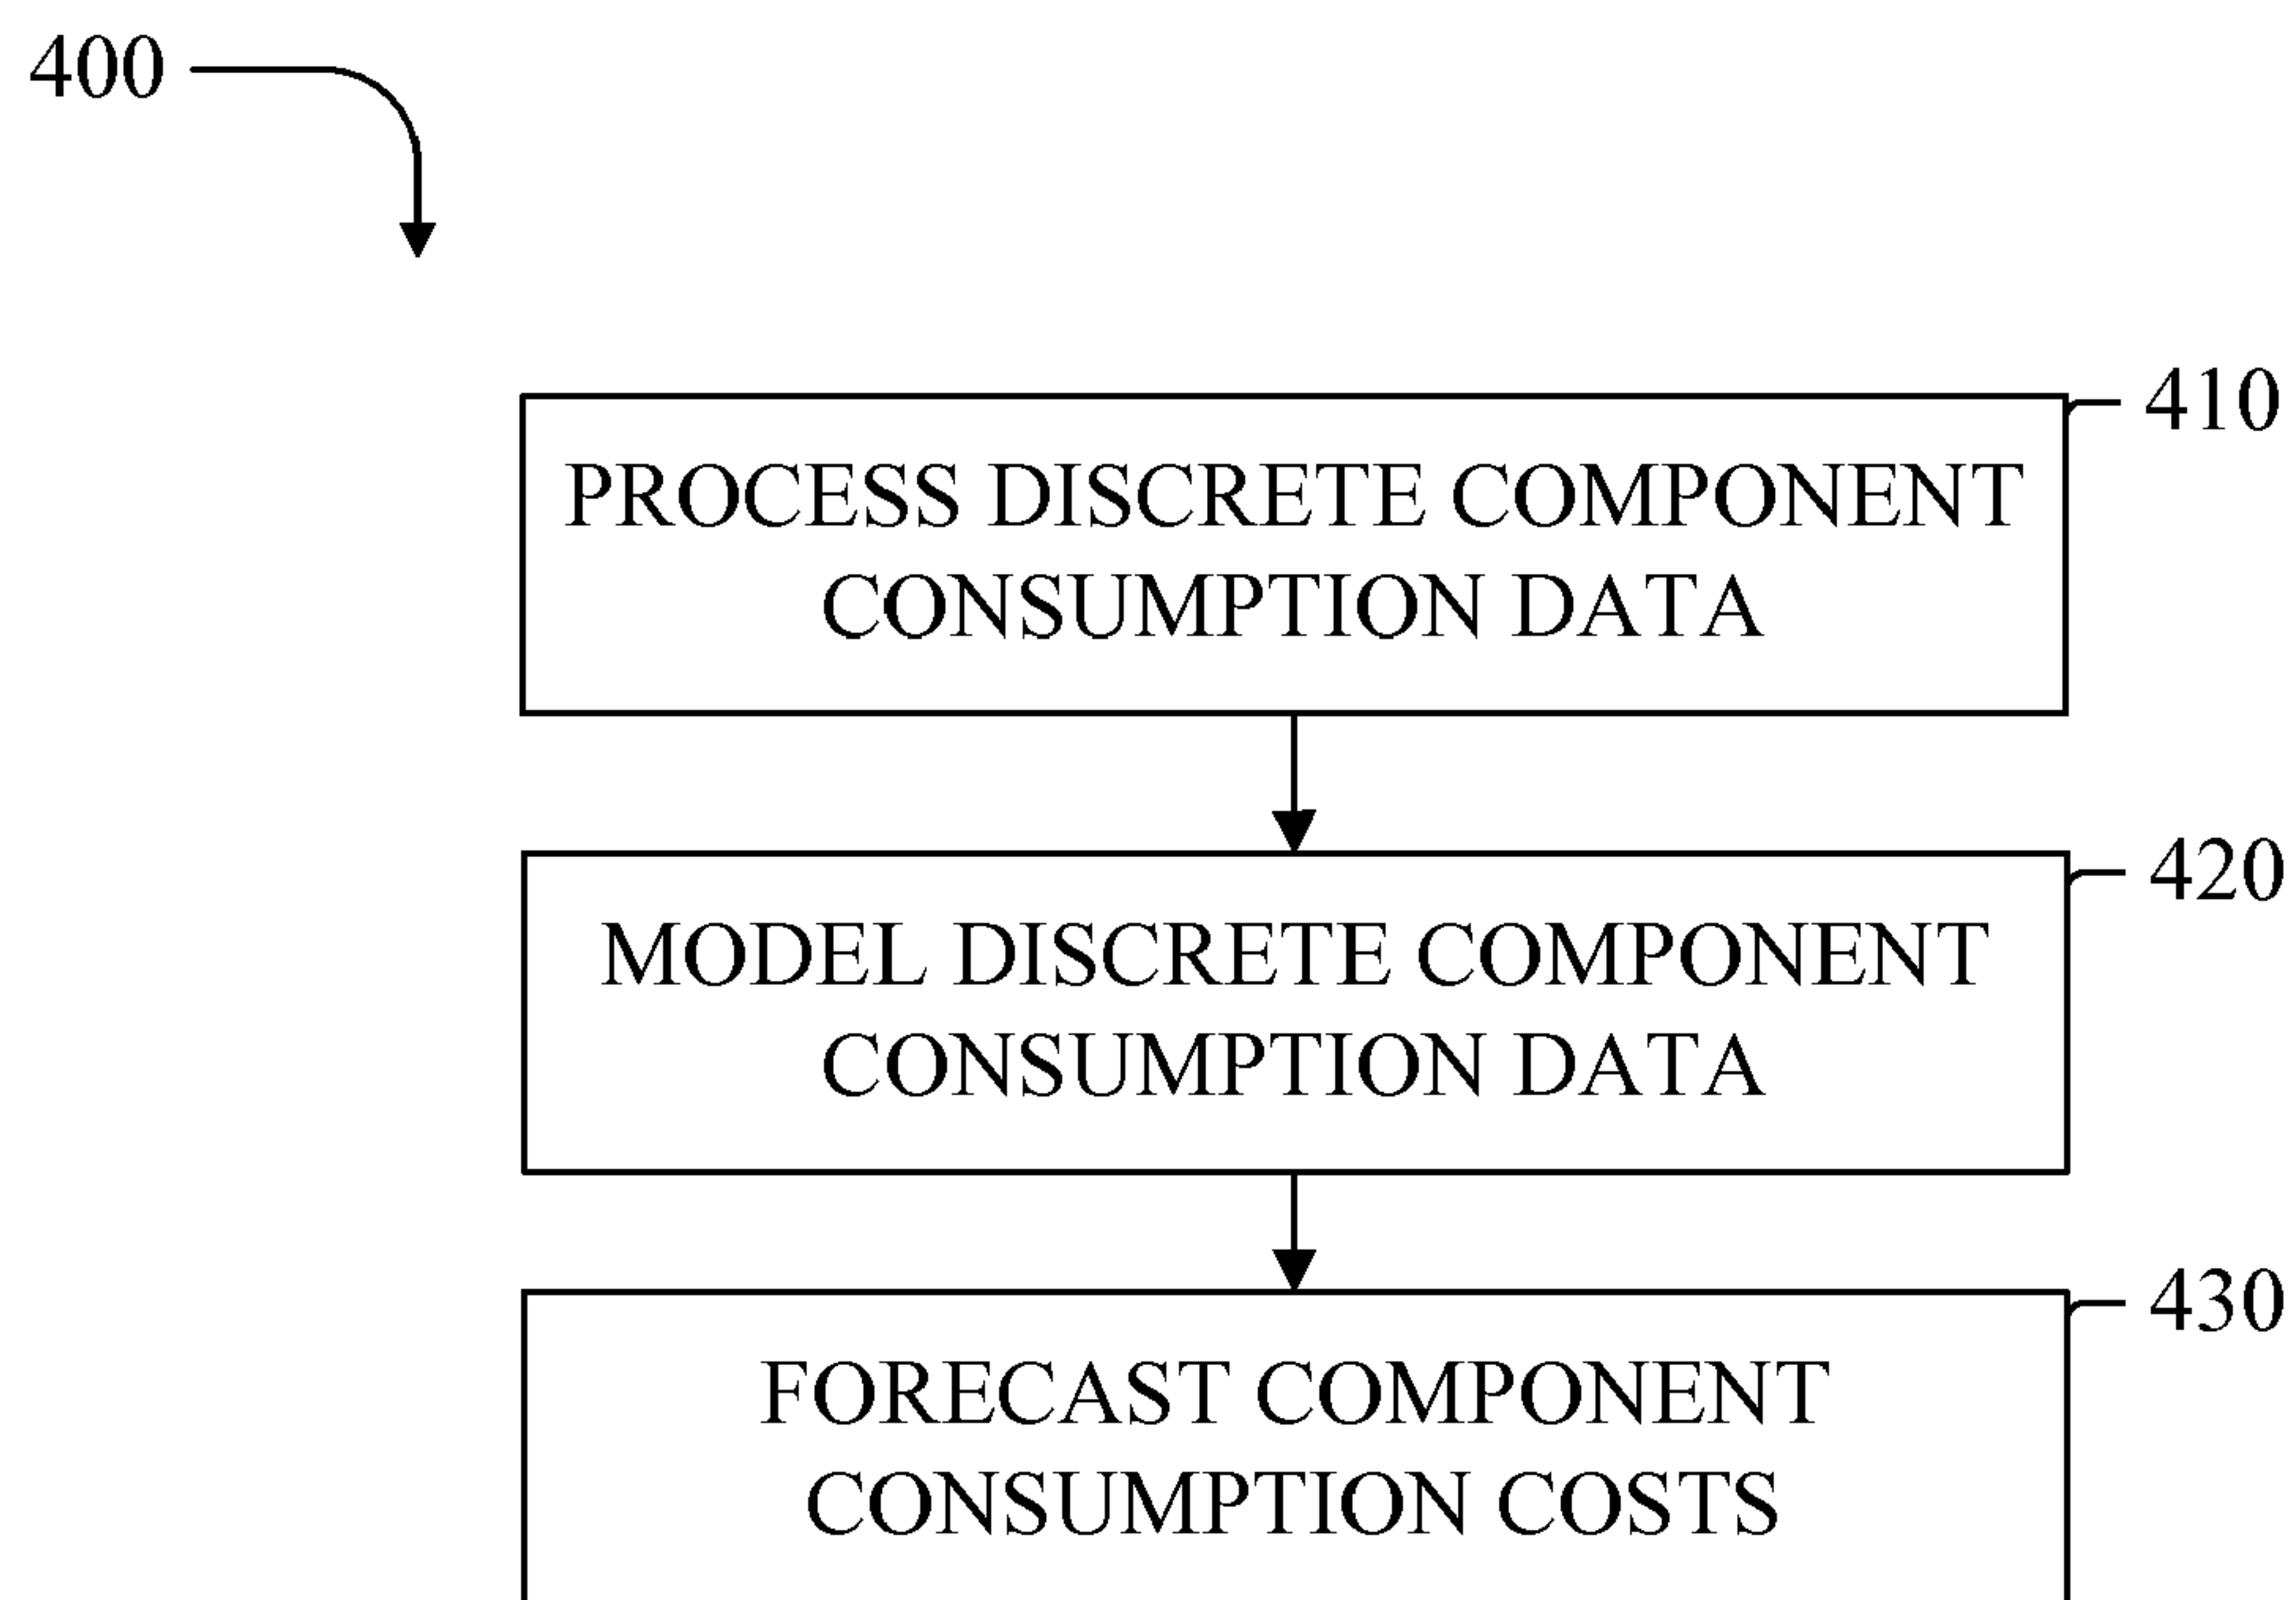 400
410
PROCESS DISCRETE COMPONENT
CONSUMPTION DATA
420
MODEL DISCRETE COMPONENT
CONSUMPTION DATA
430
FORECAST COMPONENT
CONSUMPTION COSTS